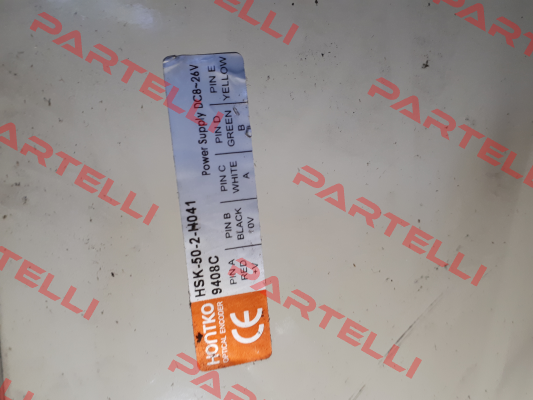 HONTKO
OPTICAL ENCODER
CE
HSK-50-2-H041
9408C
Power Supply DC8~26V
PIN A PIN B PIN C PIN D PIN E
RED BLACK WHITE GREEN YELLOW
+V 0V A B
PARTELLI
PARTELLI
PARTELLI
PARTELLI
PARTELLI
PARTELLI
PARTELLI